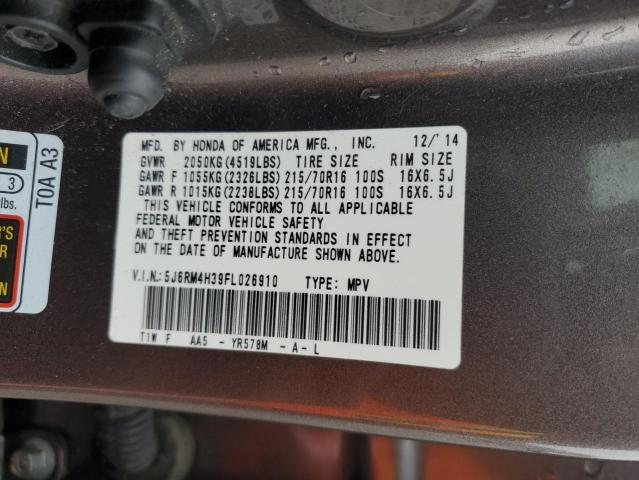 MFD. BY HONDA OF AMERICA MFG., INC. 12/'14
GVWR 2050KG(4519LBS) TIRE SIZE RIM SIZE
GAWR F 1055KG(2326LBS) 215/70R16 100S 16X6.5J
GAWR R 1015KG(2238LBS) 215/70R16 100S 16X6.5J
THIS VEHICLE CONFORMS TO ALL APPLICABLE
FEDERAL MOTOR VEHICLE SAFETY
AND THEFT PREVENTION STANDARDS IN EFFECT
ON THE DATE OF MANUFACTURE SHOWN ABOVE.
V.I.N.: 5J6RM4H39FL026910 TYPE: MPV
T1W F AA5 - YR578M - A - L
TOA A3
N
3
lbs.
R'S